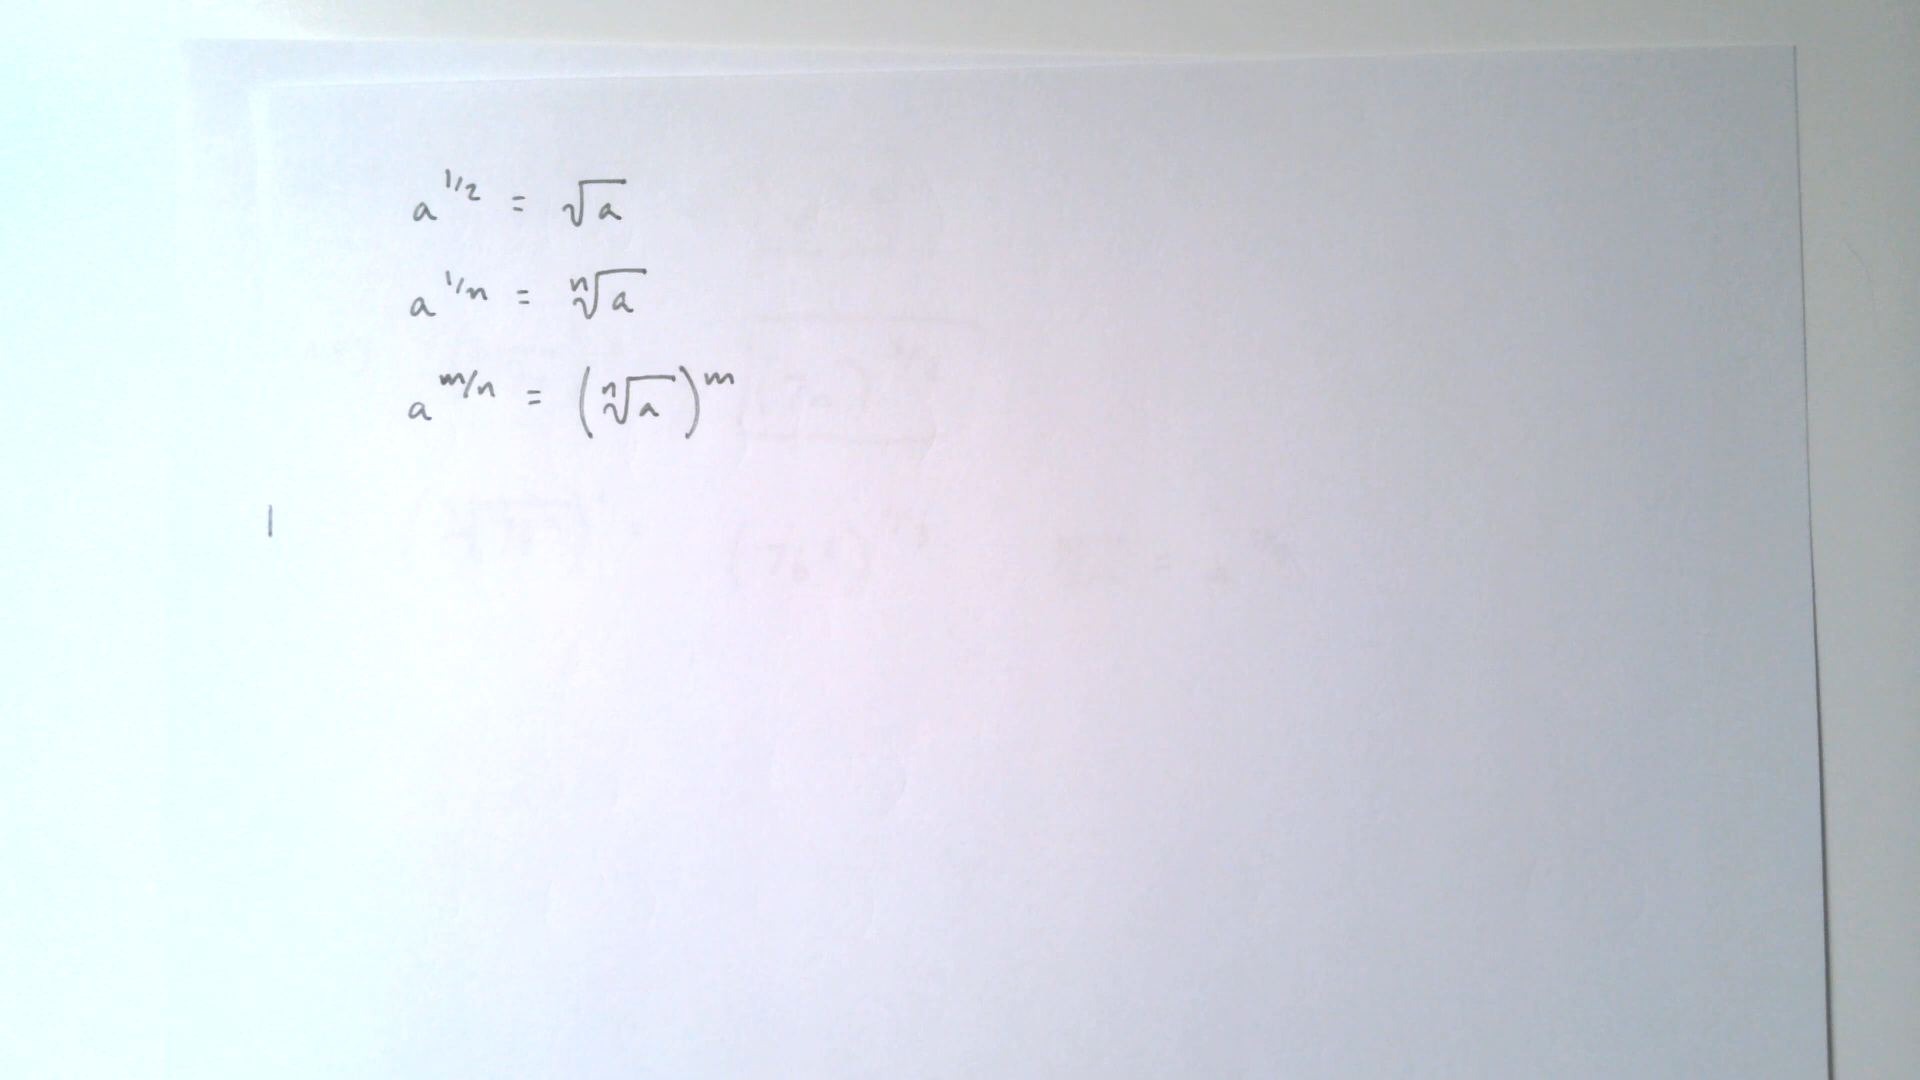 a^{1/2} = √a
a^{1/n} = ⁿ√a
a^{m/n} = (ⁿ√a)^m